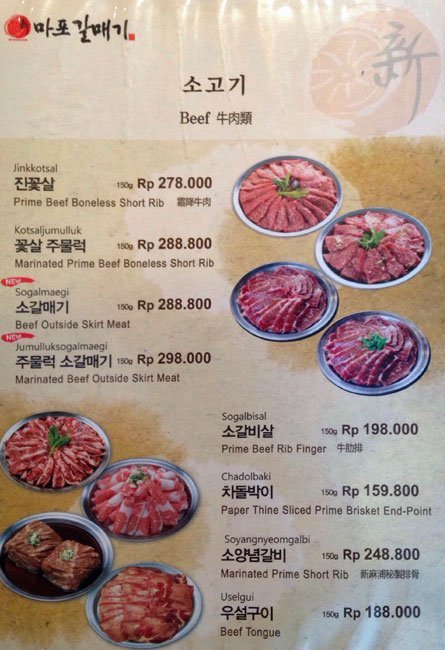 마포갈매기
新
소고기
Beef 牛肉類
Jinkkotsal
진꽃살 150g Rp 278.000
Prime Beef Boneless Short Rib 霜降牛肉
Kotsaljumulluk
꽃살 주물럭 150g Rp 288.800
Marinated Prime Beef Boneless Short Rib
NEW
Sogalmaegi
소갈매기 150g Rp 288.800
Beef Outside Skirt Meat
NEW
Jumulluksogalmaegi
주물럭 소갈매기 150g Rp 298.000
Marinated Beef Outside Skirt Meat
Sogalbisal
소갈비살 150g Rp 198.000
Prime Beef Rib Finger 牛肋排
Chadolbaki
차돌박이 150g Rp 159.800
Paper Thine Sliced Prime Brisket End-Point
Soyangnyeomgalbi
소양념갈비 150g Rp 248.800
Marinated Prime Short Rib 新麻浦秘製排骨
Uselgui
우설구이 150g Rp 188.000
Beef Tongue